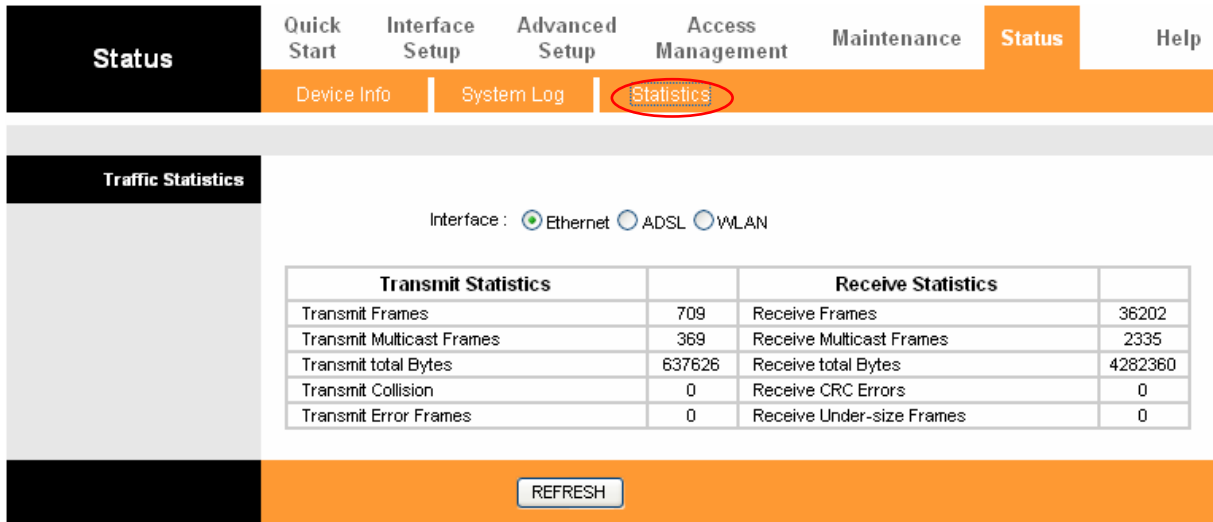 Status
Quick Start
Interface Setup
Advanced Setup
Access Management
Maintenance
Status
Help
Device Info
System Log
Statistics
Traffic Statistics
Interface : Ethernet ADSL WLAN
Transmit Statistics Receive Statistics
Transmit Frames 709 Receive Frames 36202
Transmit Multicast Frames 369 Receive Multicast Frames 2335
Transmit total Bytes 637626 Receive total Bytes 4282360
Transmit Collision 0 Receive CRC Errors 0
Transmit Error Frames 0 Receive Under-size Frames 0
REFRESH